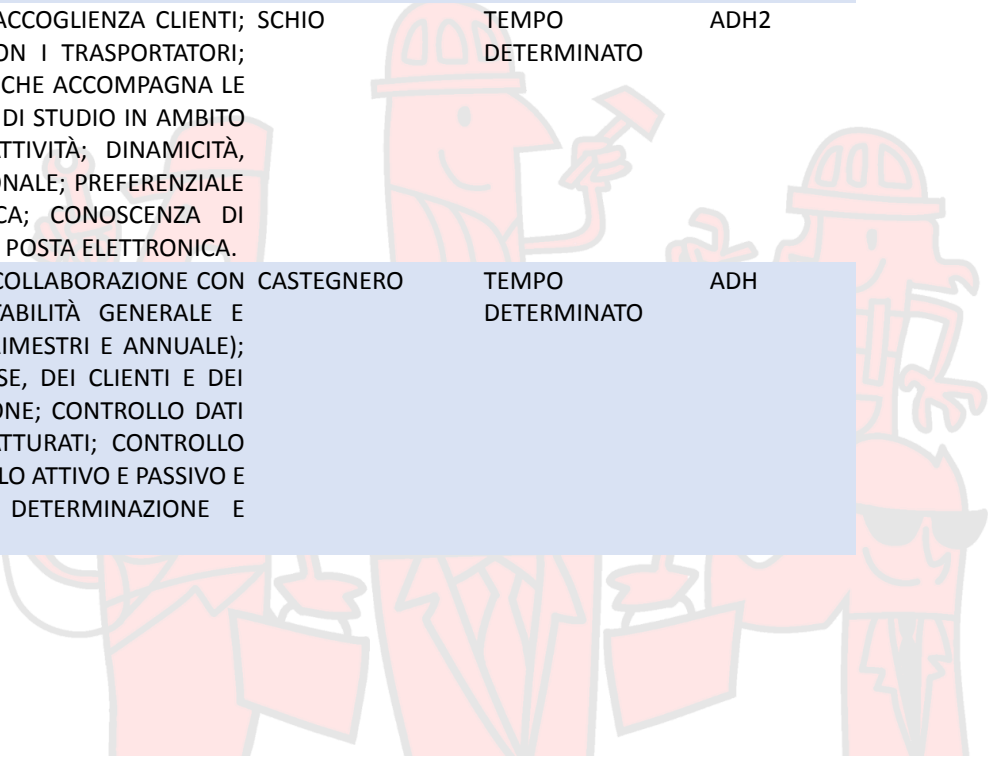 ACCOGLIENZA CLIENTI; SCHIO TEMPO ADH2
ON I TRASPORTATORI; DETERMINATO
CHE ACCOMPAGNA LE
DI STUDIO IN AMBITO
TTIVITÀ; DINAMICITÀ,
ONALE; PREFERENZIALE
CA; CONOSCENZA DI
POSTA ELETTRONICA.
COLLABORAZIONE CON CASTEGNERO TEMPO ADH
TABILITÀ GENERALE E DETERMINATO
RIMESTRI E ANNUALE);
SE, DEI CLIENTI E DEI
ONE; CONTROLLO DATI
ATTURATI; CONTROLLO
LO ATTIVO E PASSIVO E
DETERMINAZIONE E